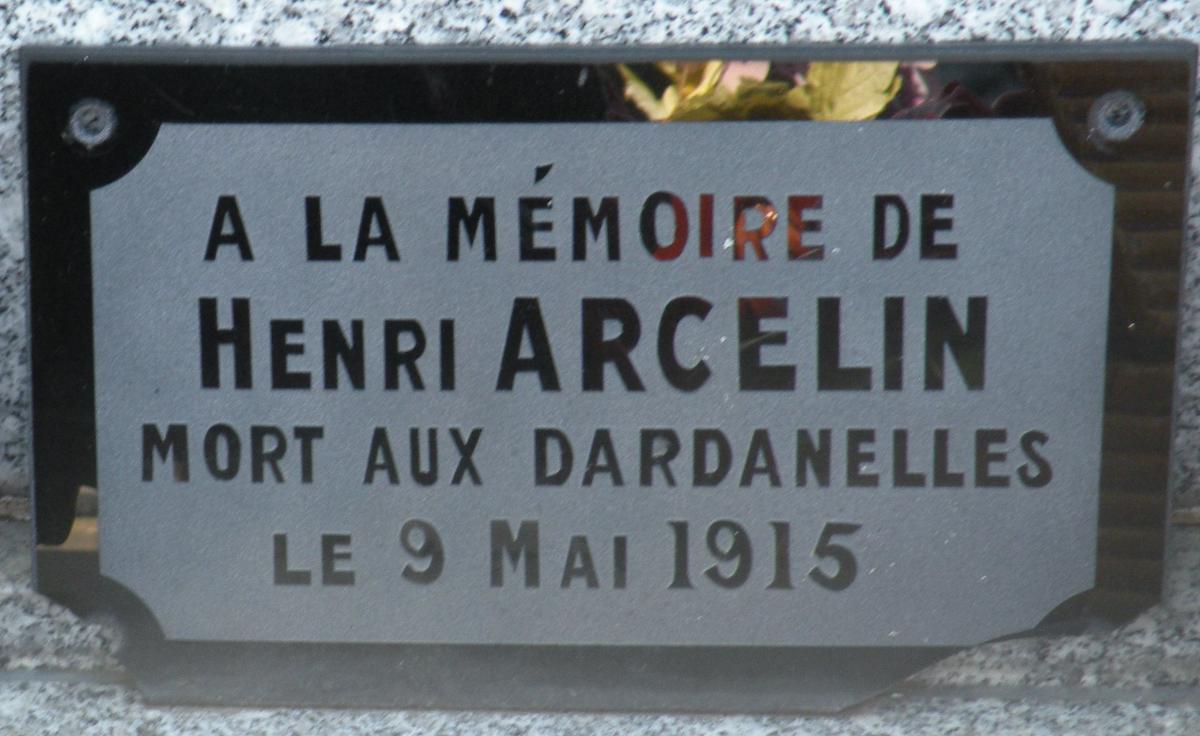 A LA MÉMOIRE DE
HENRI ARCELIN
MORT AUX DARDANELLES
LE 9 MAI 1915